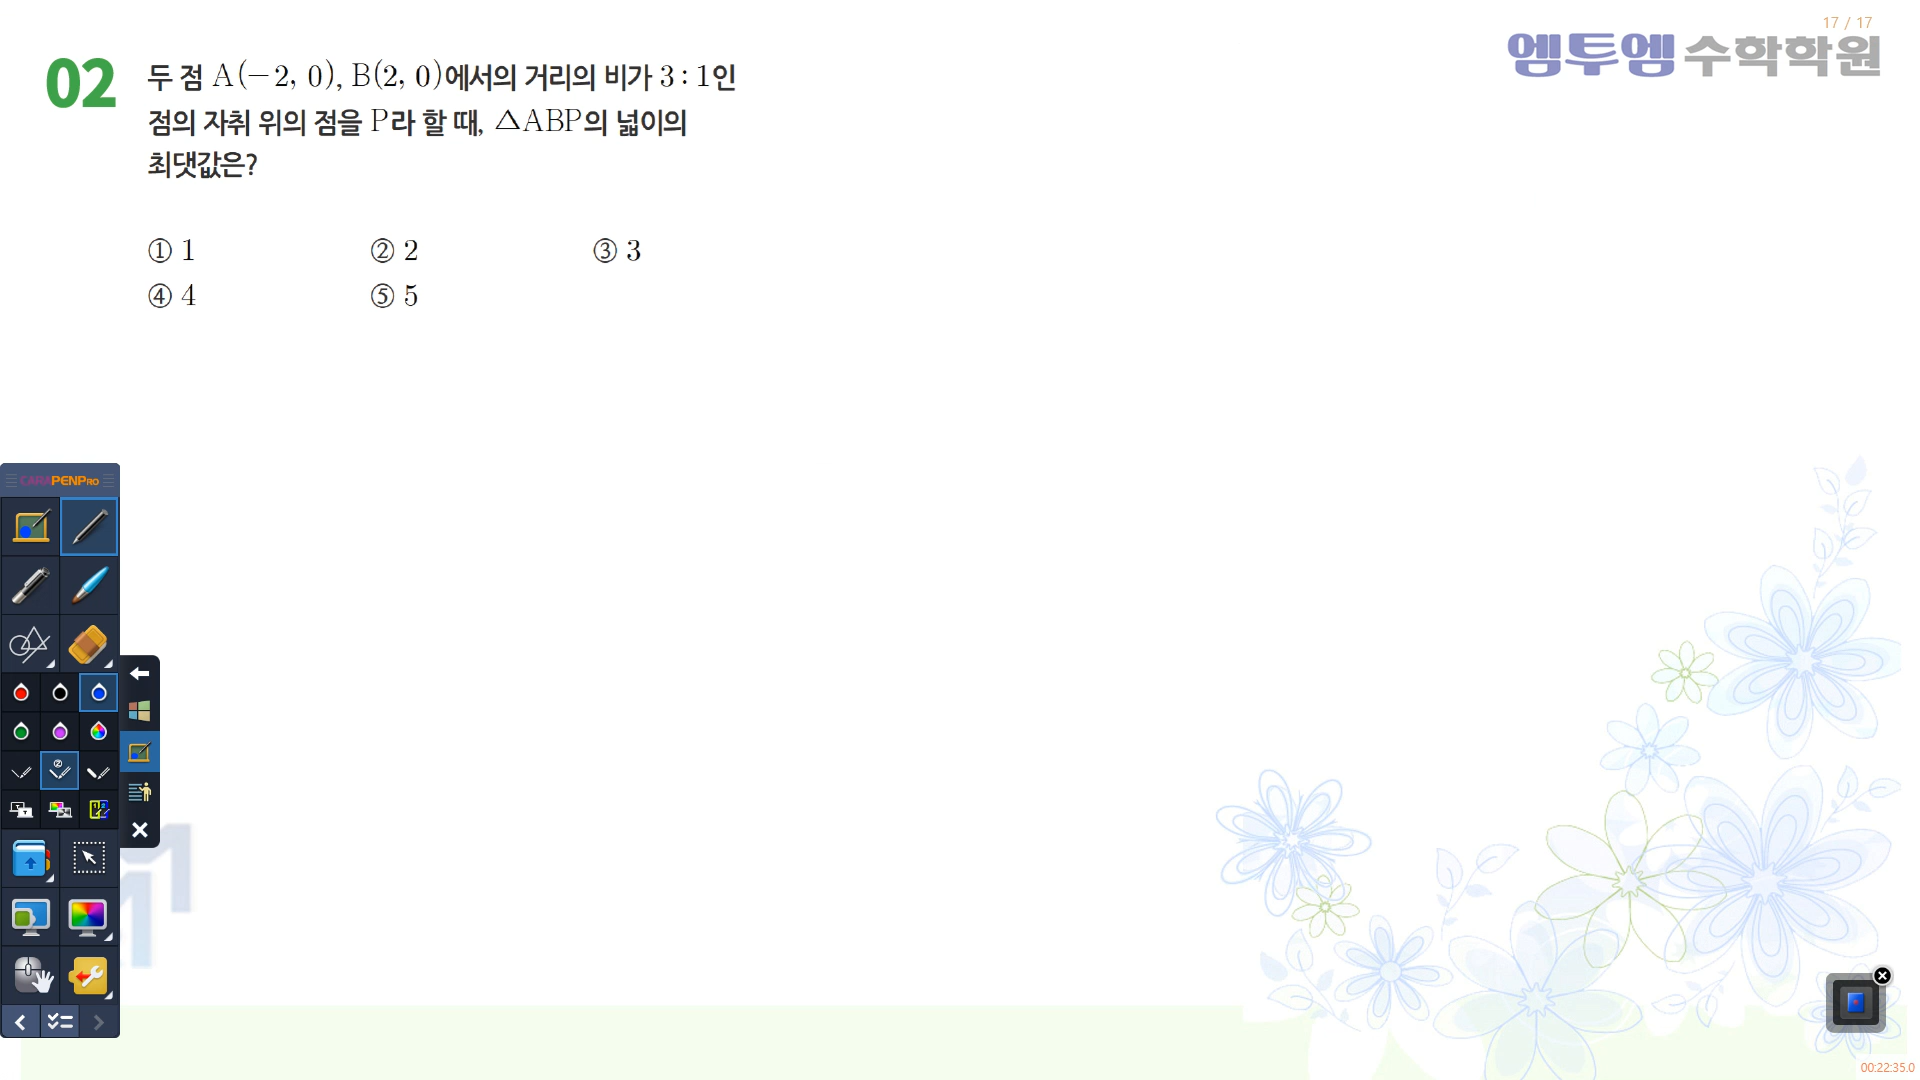 17 / 17
엠투엠 수학학원
02
두 점 A(−2, 0), B(2, 0)에서의 거리의 비가 3 : 1인
점의 자취 위의 점을 P라 할 때, △ABP의 넓이의
최댓값은?
① 1 ② 2 ③ 3
④ 4 ⑤ 5
CARAPENPRO
00:22:35.0